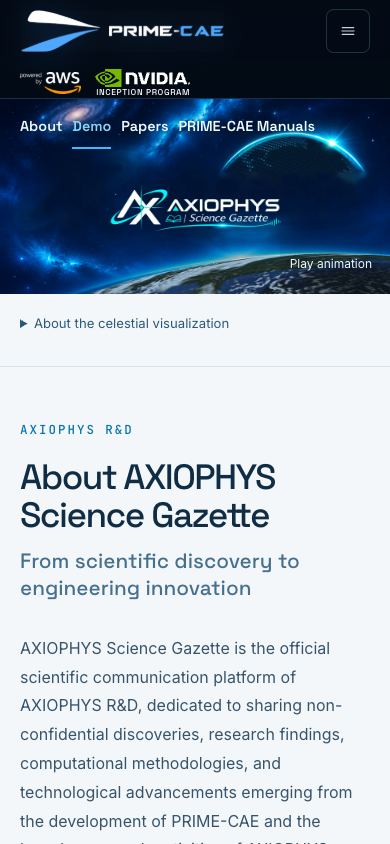 PRIME-CAE
powered by aws
NVIDIA.
INCEPTION PROGRAM
About Demo Papers PRIME-CAE Manuals
AXIOPHYS
Science Gazette
Play animation
About the celestial visualization
AXIOPHYS R&D
About AXIOPHYS
Science Gazette
From scientific discovery to
engineering innovation
AXIOPHYS Science Gazette is the official
scientific communication platform of
AXIOPHYS R&D, dedicated to sharing non-
confidential discoveries, research findings,
computational methodologies, and
technological advancements emerging from
the development of PRIME-CAE and the